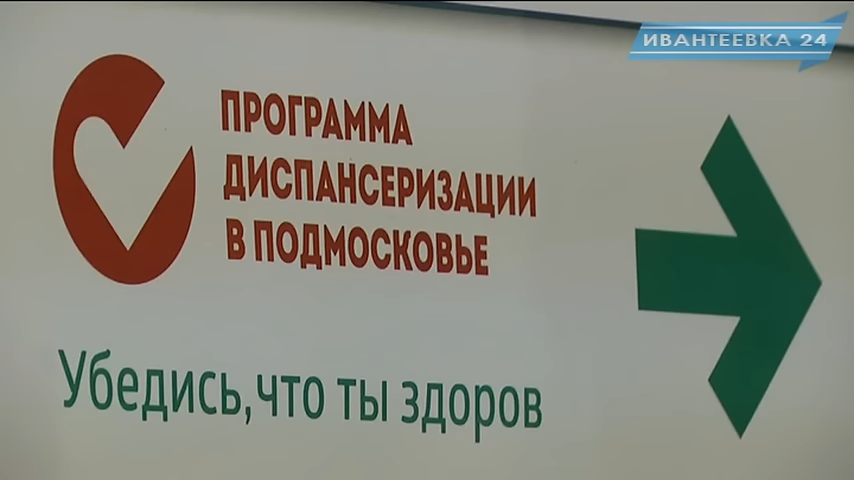 ИВАНТЕЕВКА 24
ПРОГРАММА
ДИСПАНСЕРИЗАЦИИ
В ПОДМОСКОВЬЕ
Убедись, что ты здоров